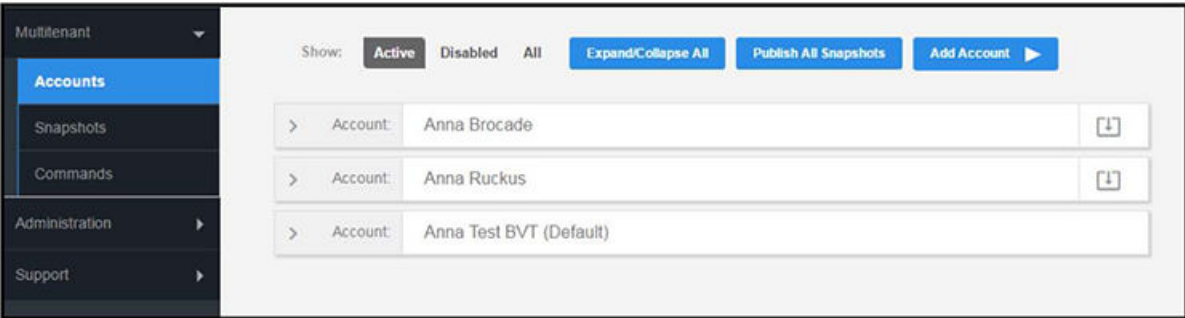 Multitenant
Accounts
Snapshots
Commands
Administration
Support
Show: Active Disabled All Expand/Collapse All Publish All Snapshots Add Account
Account: Anna Brocade
Account: Anna Ruckus
Account: Anna Test BVT (Default)